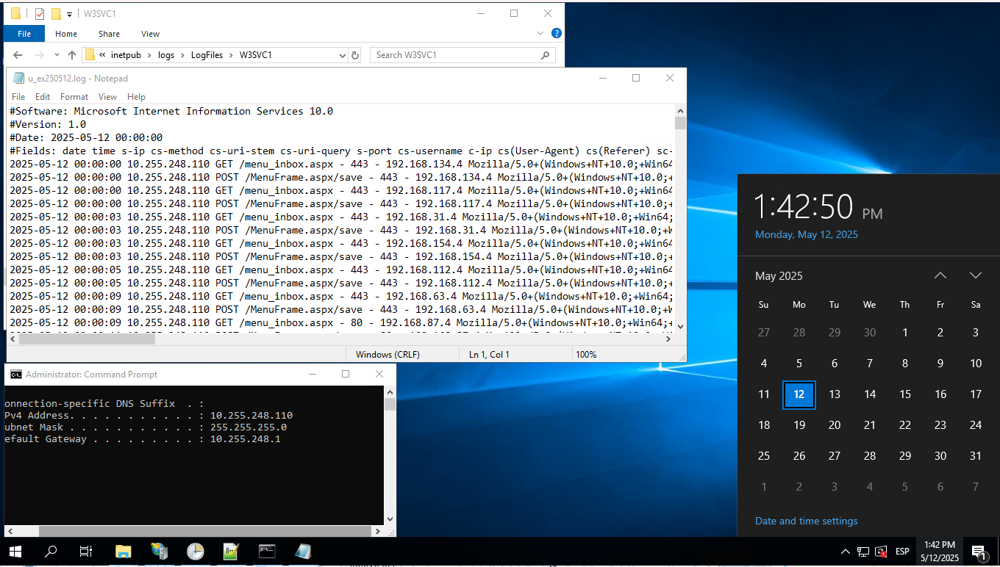 W3SVC1
File Home Share View
« inetpub > logs > LogFiles > W3SVC1
Search W3SVC1
u_ex250512.log - Notepad
File Edit Format View Help
#Software: Microsoft Internet Information Services 10.0
#Version: 1.0
#Date: 2025-05-12 00:00:00
#Fields: date time s-ip cs-method cs-uri-stem cs-uri-query s-port cs-username c-ip cs(User-Agent) cs(Referer) sc-
2025-05-12 00:00:00 10.255.248.110 GET /menu_inbox.aspx - 443 - 192.168.134.4 Mozilla/5.0+(Windows+NT+10.0;+Win64
2025-05-12 00:00:00 10.255.248.110 POST /MenuFrame.aspx/save - 443 - 192.168.134.4 Mozilla/5.0+(Windows+NT+10.0;+
2025-05-12 00:00:00 10.255.248.110 GET /menu_inbox.aspx - 443 - 192.168.117.4 Mozilla/5.0+(Windows+NT+10.0;+Win64
2025-05-12 00:00:00 10.255.248.110 POST /MenuFrame.aspx/save - 443 - 192.168.117.4 Mozilla/5.0+(Windows+NT+10.0;+
2025-05-12 00:00:03 10.255.248.110 GET /menu_inbox.aspx - 443 - 192.168.31.4 Mozilla/5.0+(Windows+NT+10.0;+Win64;
2025-05-12 00:00:03 10.255.248.110 POST /MenuFrame.aspx/save - 443 - 192.168.31.4 Mozilla/5.0+(Windows+NT+10.0;+W
2025-05-12 00:00:03 10.255.248.110 GET /menu_inbox.aspx - 443 - 192.168.154.4 Mozilla/5.0+(Windows+NT+10.0;+Win64
2025-05-12 00:00:03 10.255.248.110 POST /MenuFrame.aspx/save - 443 - 192.168.154.4 Mozilla/5.0+(Windows+NT+10.0;+
2025-05-12 00:00:05 10.255.248.110 GET /menu_inbox.aspx - 443 - 192.168.112.4 Mozilla/5.0+(Windows+NT+10.0;+Win64
2025-05-12 00:00:05 10.255.248.110 POST /MenuFrame.aspx/save - 443 - 192.168.112.4 Mozilla/5.0+(Windows+NT+10.0;+
2025-05-12 00:00:09 10.255.248.110 GET /menu_inbox.aspx - 443 - 192.168.63.4 Mozilla/5.0+(Windows+NT+10.0;+Win64;
2025-05-12 00:00:09 10.255.248.110 POST /MenuFrame.aspx/save - 443 - 192.168.63.4 Mozilla/5.0+(Windows+NT+10.0;+W
2025-05-12 00:00:09 10.255.248.110 GET /menu_inbox.aspx - 80 - 192.168.87.4 Mozilla/5.0+(Windows+NT+10.0;+Win64;+
Windows (CRLF) Ln 1, Col 1 100%
Administrator: Command Prompt
onnection-specific DNS Suffix . :
Pv4 Address. . . . . . . . . . . : 10.255.248.110
ubnet Mask . . . . . . . . . . . : 255.255.255.0
efault Gateway . . . . . . . . . : 10.255.248.1
1:42:50 PM
Monday, May 12, 2025
May 2025
Su Mo Tu We Th Fr Sa
27 28 29 30 1 2 3
4 5 6 7 8 9 10
11 12 13 14 15 16 17
18 19 20 21 22 23 24
25 26 27 28 29 30 31
1 2 3 4 5 6 7
Date and time settings
ESP
1:42 PM
5/12/2025
1